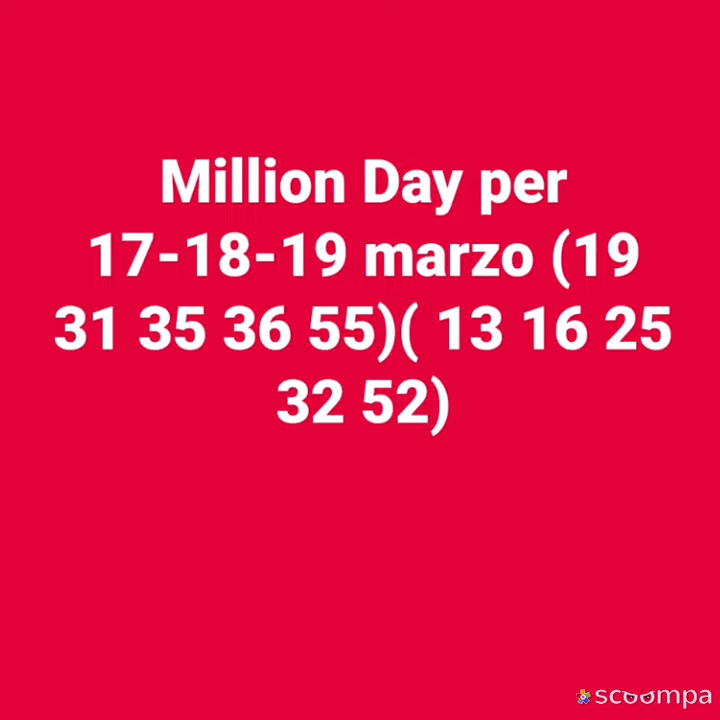 Million Day per
17-18-19 marzo (19
31 35 36 55)( 13 16 25
32 52)
scoompa